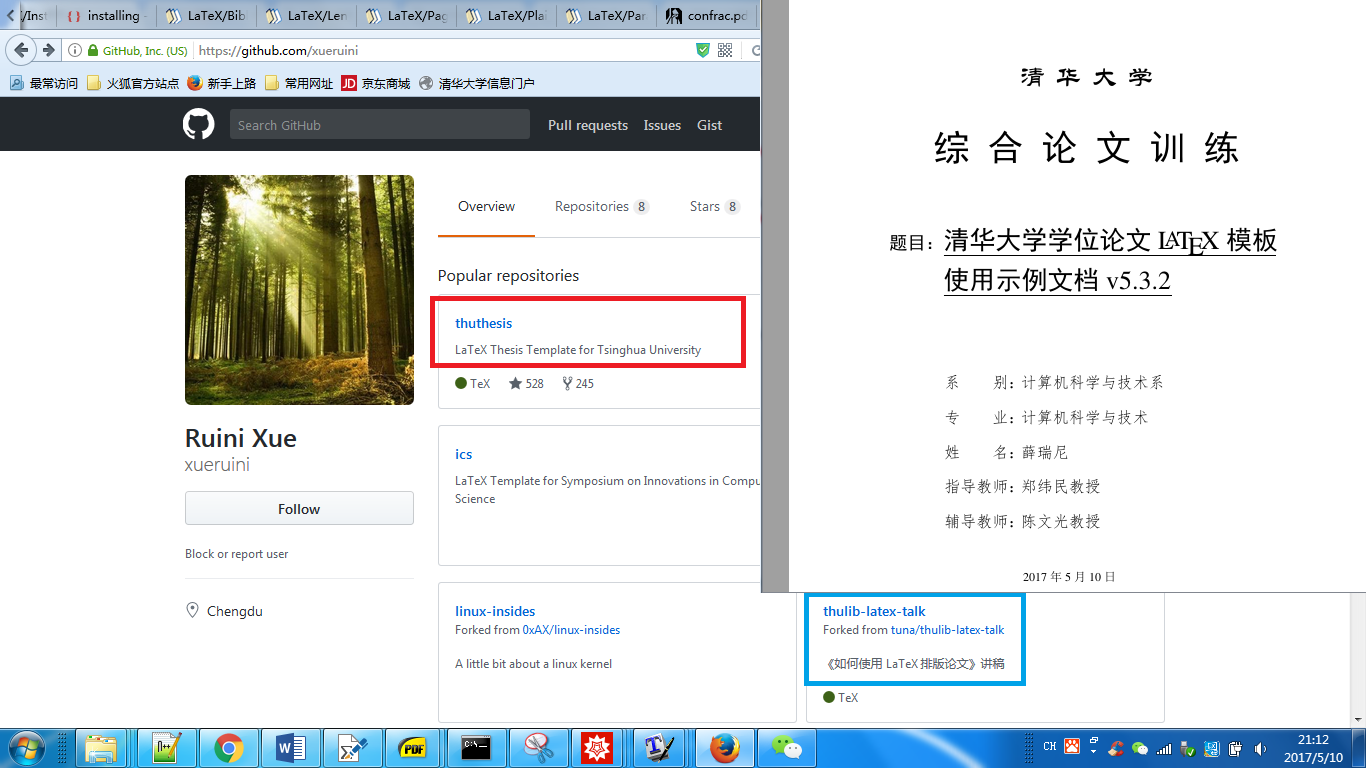 /Inst
installing
LaTeX/Bib
LaTeX/Len
LaTeX/Pag
LaTeX/Plai
LaTeX/Par
confrac.pd
GitHub, Inc. (US)
https://github.com/xueruini
最常访问
火狐官方站点
新手上路
常用网址
JD
京东商城
清华大学信息门户
Search GitHub
Pull requests
Issues
Gist
Overview
Repositories 8
Stars 8
Popular repositories
thuthesis
LaTeX Thesis Template for Tsinghua University
TeX
528
245
Ruini Xue
xueruini
Follow
Block or report user
Chengdu
ics
LaTeX Template for Symposium on Innovations in Compu
Science
linux-insides
Forked from 0xAX/linux-insides
A little bit about a linux kernel
thulib-latex-talk
Forked from tuna/thulib-latex-talk
《如何使用 LaTeX 排版论文》讲稿
TeX
清华大学
综合论文训练
题目：清华大学学位论文 LATEX 模板
使用示例文档 v5.3.2
系 别：计算机科学与技术系
专 业：计算机科学与技术
姓 名：薛瑞尼
指导教师：郑纬民教授
辅导教师：陈文光教授
2017 年 5 月 10 日
PDF
CH
21:12
2017/5/10